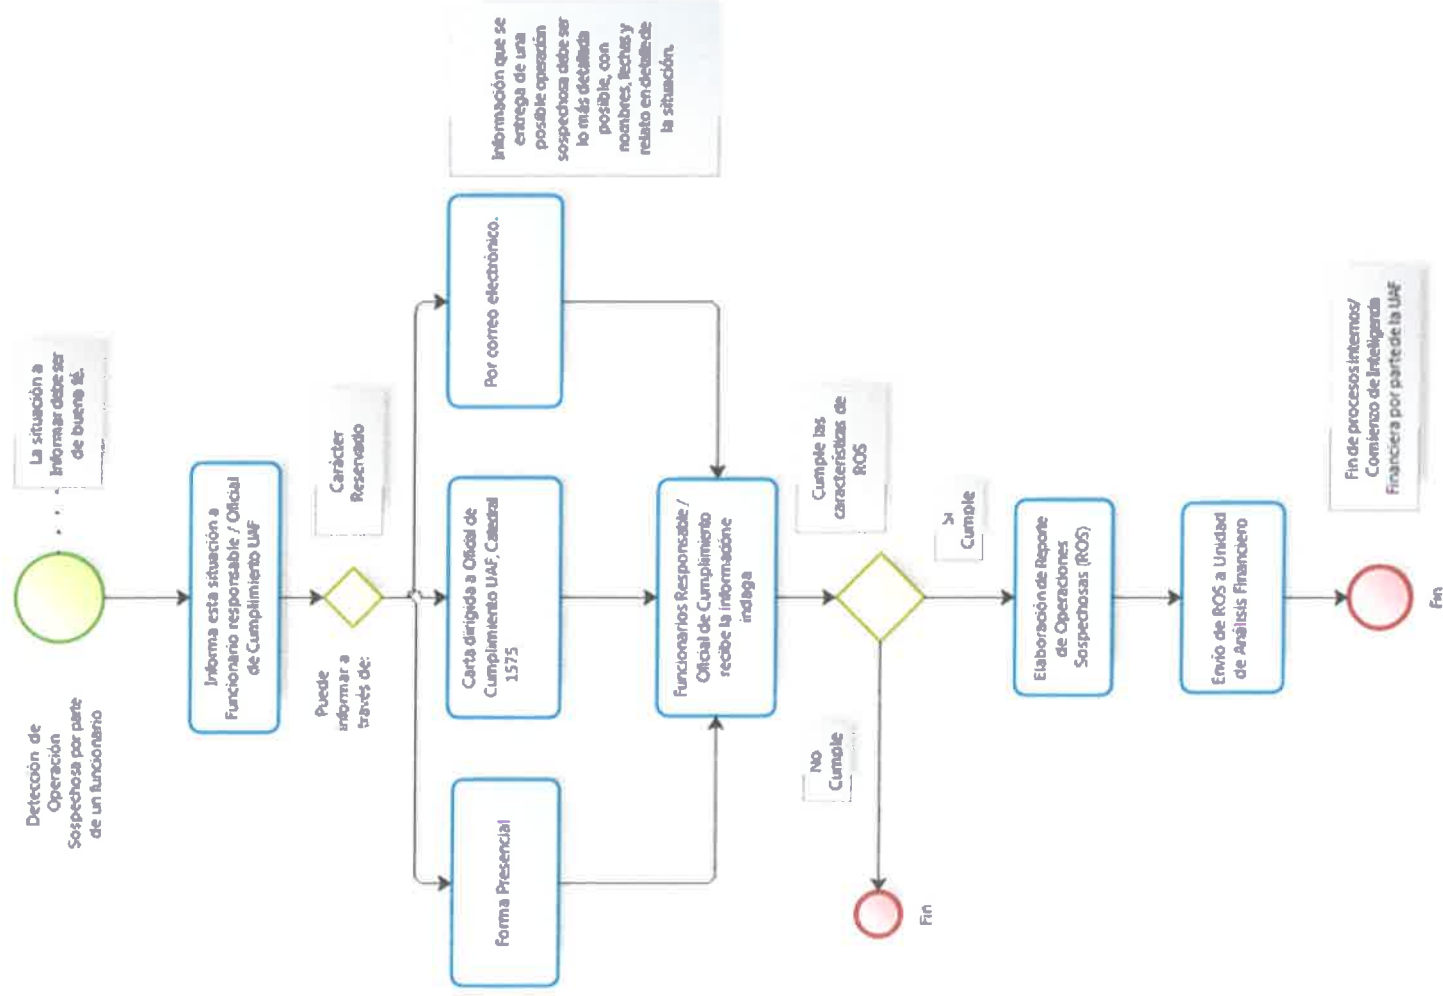 Detección de
Operación
Sospechosa por parte
de un funcionario
La situación a
Informar debe ser
de buena fé.
Informa esta situación a
Funcionario responsable / Oficial
de Cumplimiento UAF
Puede
informar a
través de:
Carácter
Reservado
Forma Presencial
Carta dirigida a Oficial de
Cumplimiento UAF, Catedral
1575
Por correo electrónico.
Información que se
entrega de una
posible operación
sospechosa debe ser
lo más detallada
posible, con
nombres, fechas y
relato en detalle de
la situación.
Funcionarios Responsable /
Oficial de Cumplimiento
recibe la informacióne
indaga
Cumple las
características de
ROS
No
Cumple
Fin
Si
Cumple
Elaboración de Reporte
de Operaciones
Sospechosas (ROS)
Envío de ROS a Unidad
de Análisis Financiero
Fin
Fin de procesos internos/
Comienzo de Inteligencia
Financiera por parte de la UAF